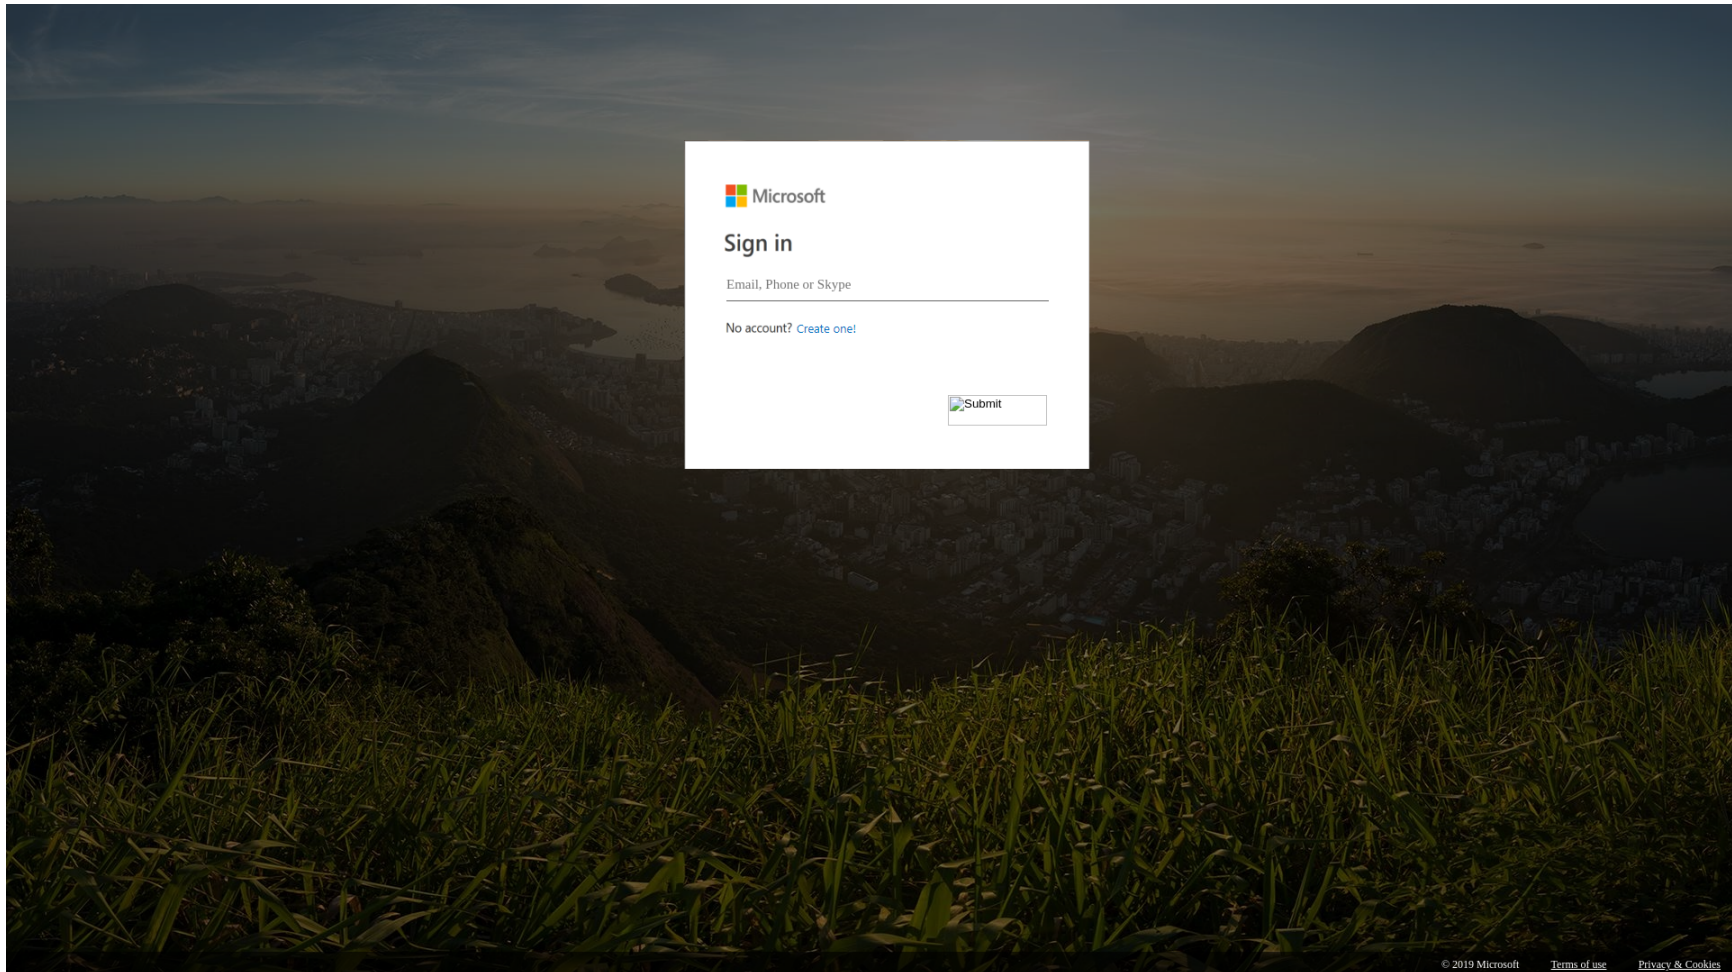 Microsoft
Sign in
Email, Phone or Skype
No account? Create one!
Submit
© 2019 Microsoft Terms of use Privacy & Cookies